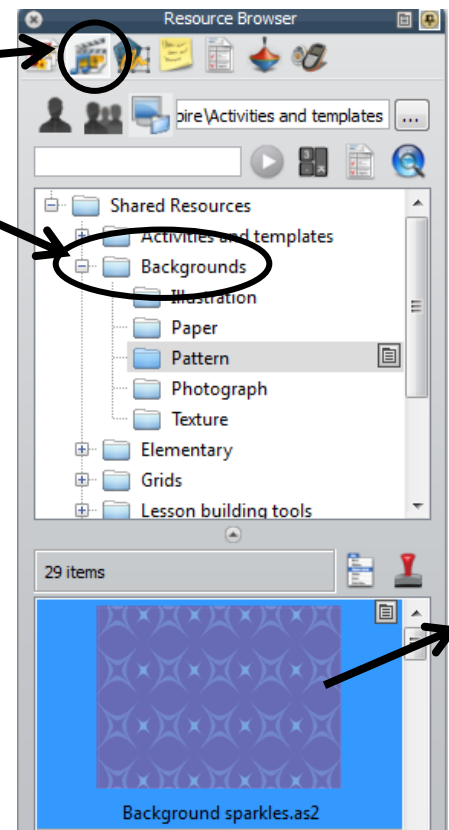 Resource Browser
pire\Activities and templates ...
Shared Resources
Activities and templates
Backgrounds
Illustration
Paper
Pattern
Photograph
Texture
Elementary
Grids
Lesson building tools
29 items
Background sparkles.as2